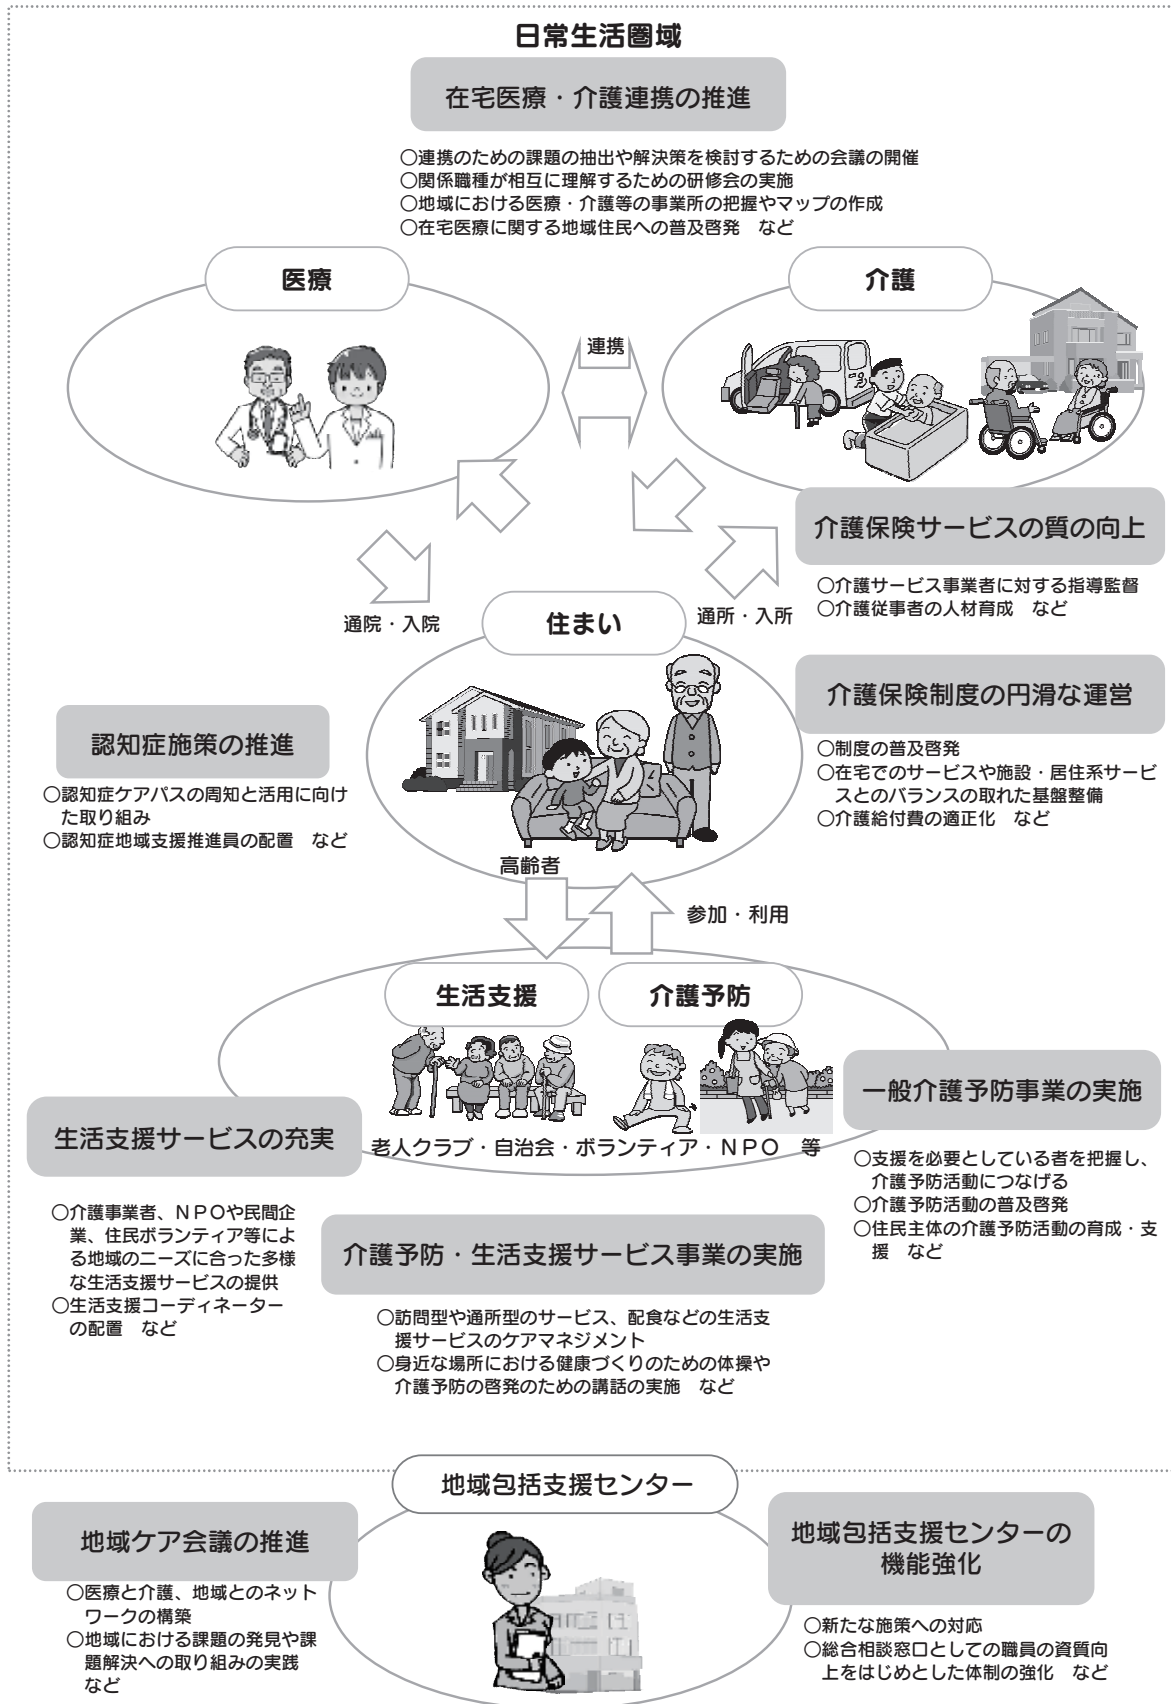 日常生活圏域
在宅医療・介護連携の推進
○連携のための課題の抽出や解決策を検討するための会議の開催
○関係職種が相互に理解するための研修会の実施
○地域における医療・介護等の事業所の把握やマップの作成
○在宅医療に関する地域住民への普及啓発　など
医療
介護
連携
介護保険サービスの質の向上
○介護サービス事業者に対する指導監督
○介護従事者の人材育成　など
通院・入院
住まい
通所・入所
介護保険制度の円滑な運営
○制度の普及啓発
○在宅でのサービスや施設・居住系サービ
スとのバランスの取れた基盤整備
○介護給付費の適正化　など
認知症施策の推進
○認知症ケアパスの周知と活用に向け
た取り組み
○認知症地域支援推進員の配置　など
高齢者
参加・利用
生活支援
介護予防
老人クラブ・自治会・ボランティア・ＮＰＯ　等
一般介護予防事業の実施
○支援を必要としている者を把握し、
介護予防活動につなげる
○介護予防活動の普及啓発
○住民主体の介護予防活動の育成・支
援　など
生活支援サービスの充実
○介護事業者、ＮＰＯや民間企
業、住民ボランティア等によ
る地域のニーズに合った多様
な生活支援サービスの提供
○生活支援コーディネーター
の配置　など
介護予防・生活支援サービス事業の実施
○訪問型や通所型のサービス、配食などの生活支
援サービスのケアマネジメント
○身近な場所における健康づくりのための体操や
介護予防の啓発のための講話の実施　など
地域包括支援センター
地域ケア会議の推進
○医療と介護、地域とのネット
ワークの構築
○地域における課題の発見や課
題解決への取り組みの実践
など
地域包括支援センターの
機能強化
○新たな施策への対応
○総合相談窓口としての職員の資質向
上をはじめとした体制の強化　など